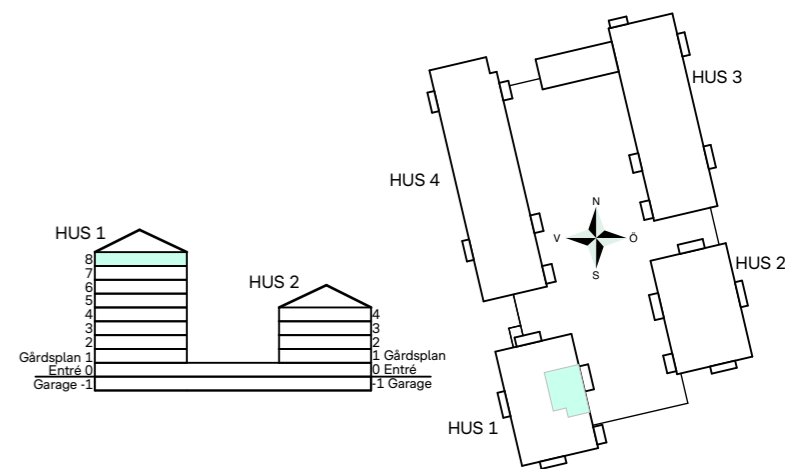 HUS 1
8
7
6
5
4
3
2
Gårdsplan 1
Entré 0
Garage -1
HUS 2
4
3
2
1 Gårdsplan
0 Entré
-1 Garage
HUS 3
HUS 4
N
V
Ö
S
HUS 2
HUS 1